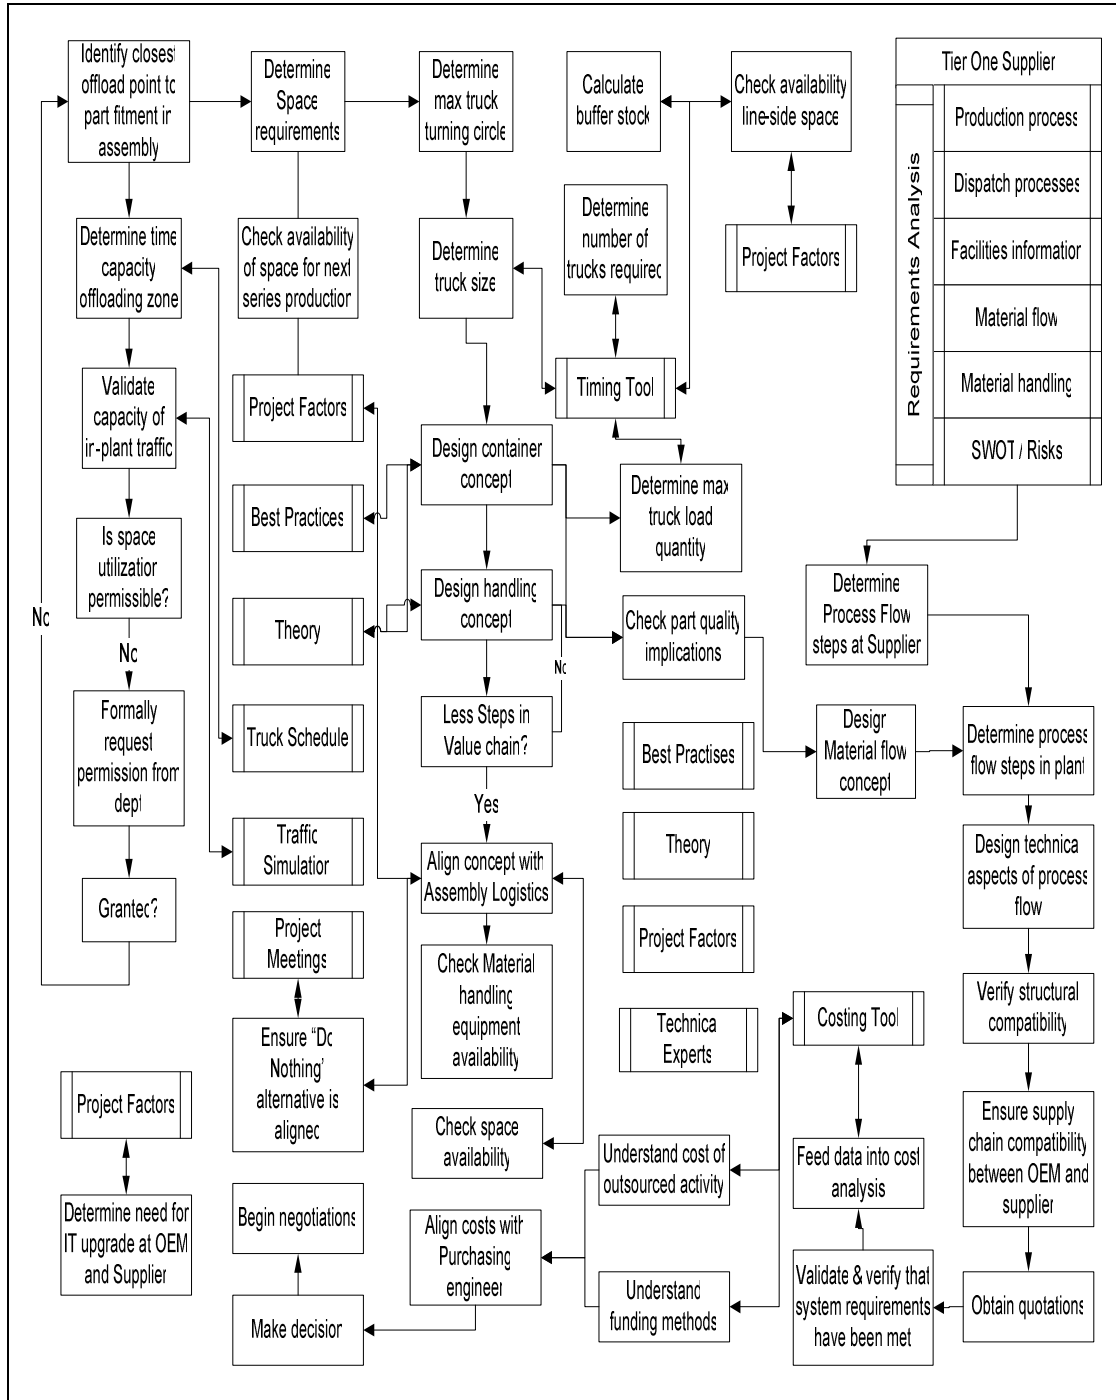 Identify closest
offload point to
part fitment in
assembly
Determine
Space
requirements
Determine
max truck
turning circle
Calculate
buffer stock
Check availability
line-side space
Tier One Supplier
Requirements Analysis
Production process
Dispatch processes
Facilities information
Material flow
Material handling
SWOT / Risks
Determine time
capacity
offloading zone
Check availability
of space for next
series production
Determine
truck size
Determine
number of
trucks required
Project Factors
Validate
capacity of
in-plant traffic
Project Factors
Timing Tool
Design container
concept
Determine max
truck load
quantity
Best Practices
Is space
utilization
permissible?
No
No
Theory
Design handling
concept
No
Check part quality
implications
Determine
Process Flow
steps at Supplier
Formally
request
permission from
dept
Truck Schedule
Less Steps in
Value chain?
Yes
Best Practises
Design
Material flow
concept
Determine process
flow steps in plant
Traffic
Simulation
Align concept with
Assembly Logistics
Theory
Design technica
aspects of process
flow
Granted?
Project
Meetings
Check Material
handling
equipment
availability
Project Factors
Verify structural
compatibility
Ensure “Do
Nothing’
alternative is
aligned
Technica
Experts
Costing Tool
Project Factors
Check space
availability
Understand cost of
outsourced activity
Feed data into cost
analysis
Ensure supply
chain compatibility
between OEM and
supplier
Determine need for
IT upgrade at OEM
and Supplier
Begin negotiations
Align costs with
Purchasing
engineer
Make decision
Understand
funding methods
Validate & verify that
system requirements
have been met
Obtain quotations